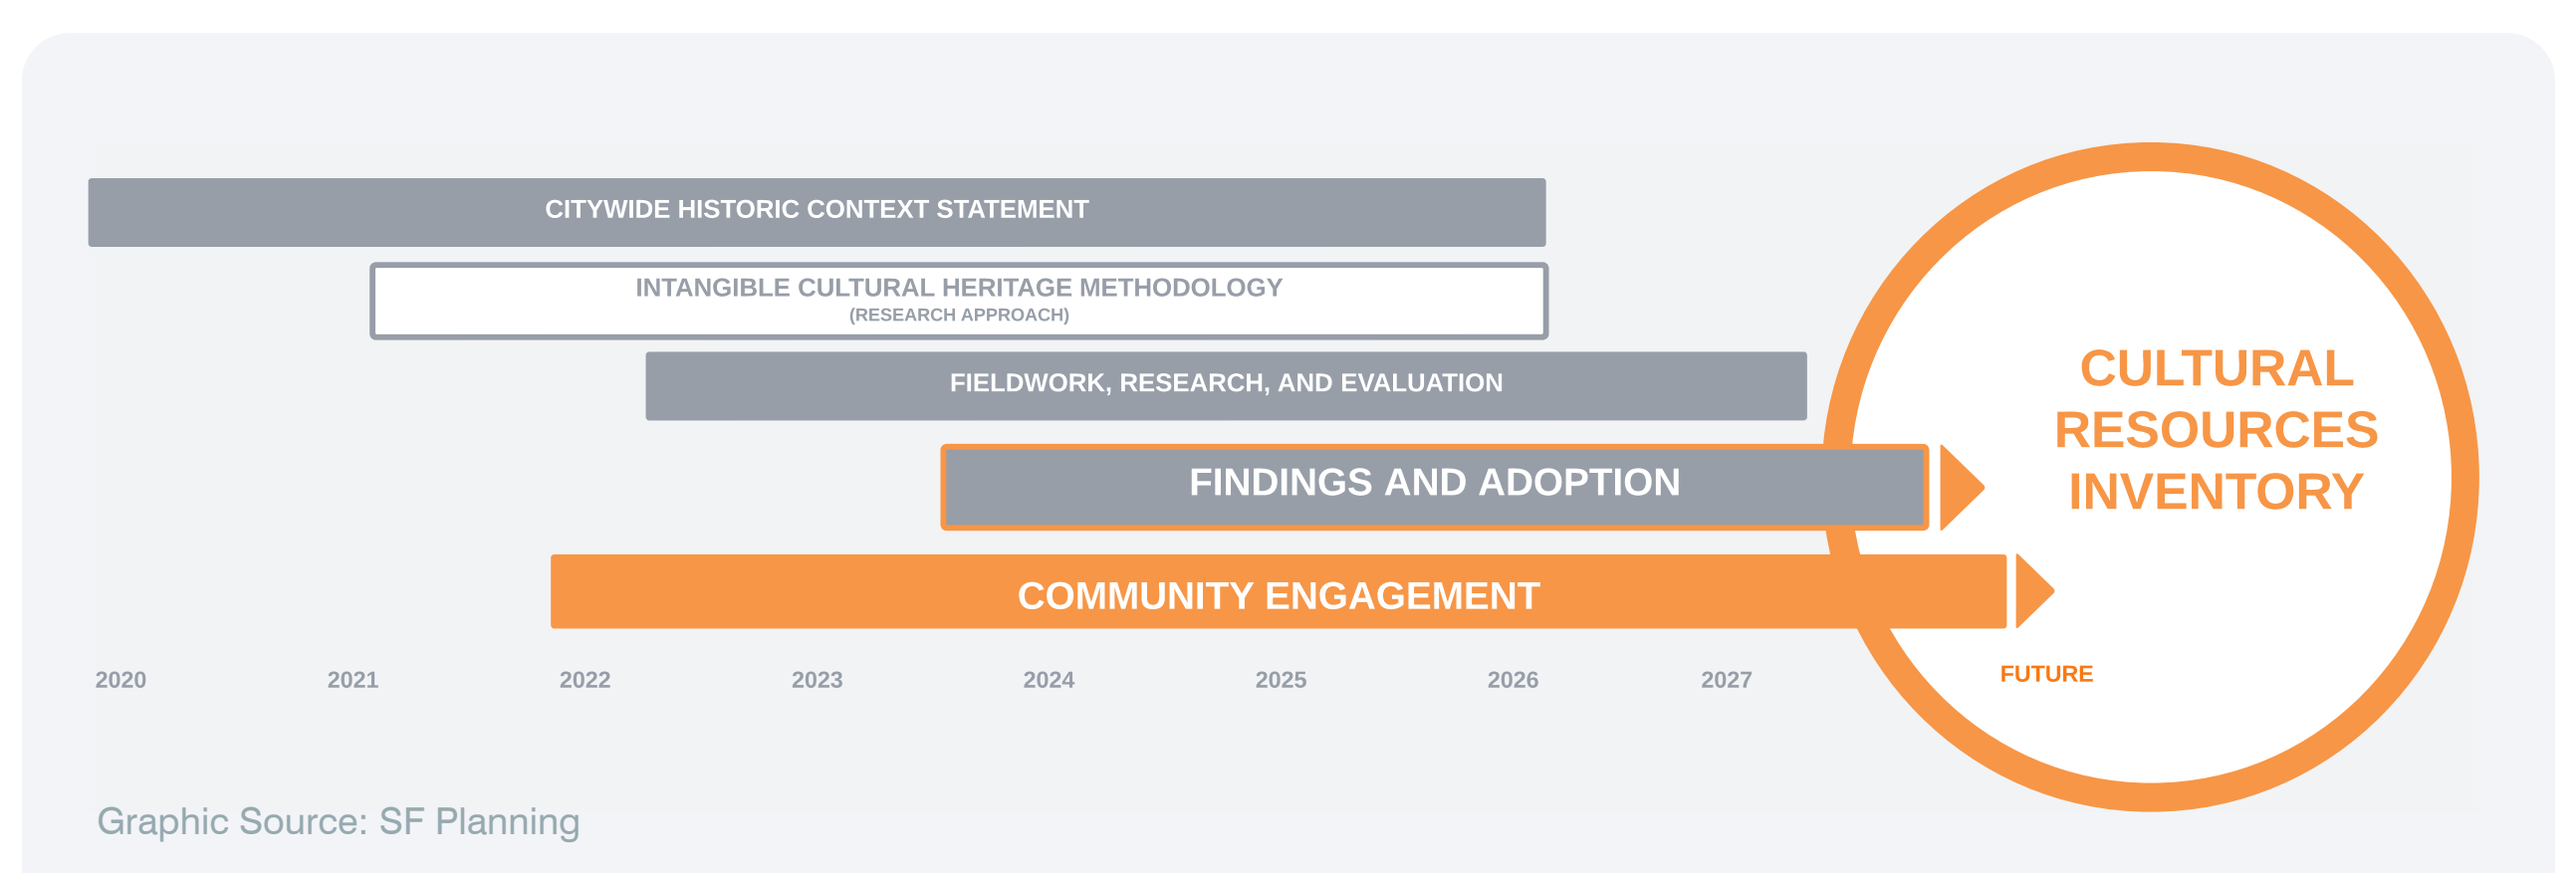 CITYWIDE HISTORIC CONTEXT STATEMENT
INTANGIBLE CULTURAL HERITAGE METHODOLOGY
(RESEARCH APPROACH)
FIELDWORK, RESEARCH, AND EVALUATION
FINDINGS AND ADOPTION
COMMUNITY ENGAGEMENT
CULTURAL
RESOURCES
INVENTORY
2020 2021 2022 2023 2024 2025 2026 2027 FUTURE
Graphic Source: SF Planning